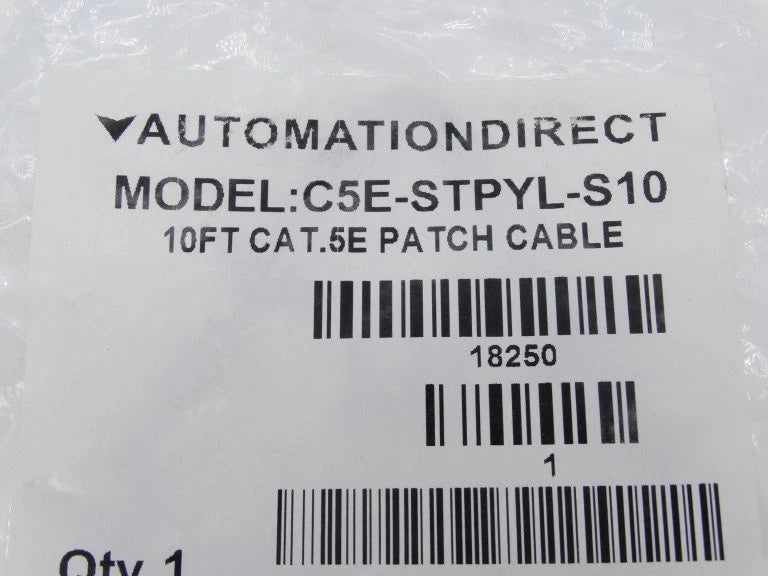 AUTOMATIONDIRECT
MODEL:C5E-STPYL-S10
10FT CAT.5E PATCH CABLE
18250
1
Qty 1